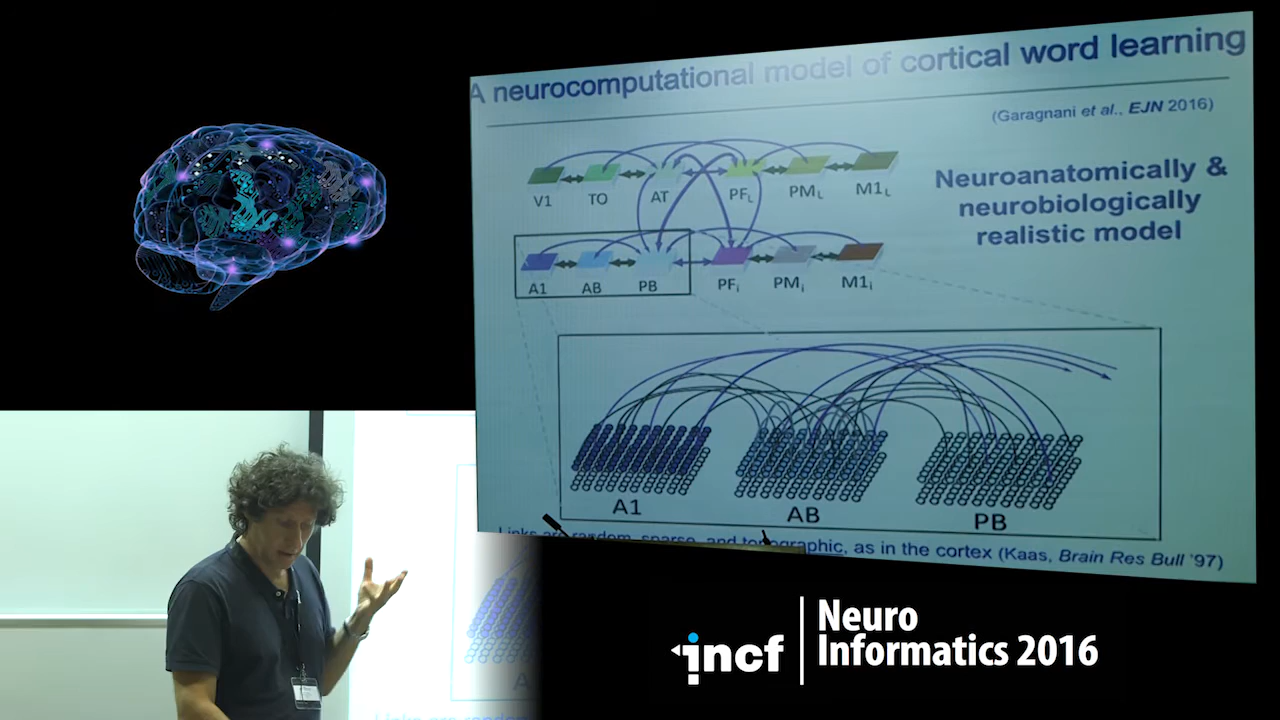 A neurocomputational model of cortical word learning
(Garagnani et al., EJN 2016)
Neuroanatomically &
neurobiologically
realistic model
V1 TO AT PFL PML M1L
A1 AB PB PFi PMi M1i
A1 AB PB
Links are random, sparse, and topographic, as in the cortex (Kaas, Brain Res Bull '97)
incf
Neuro
Informatics 2016